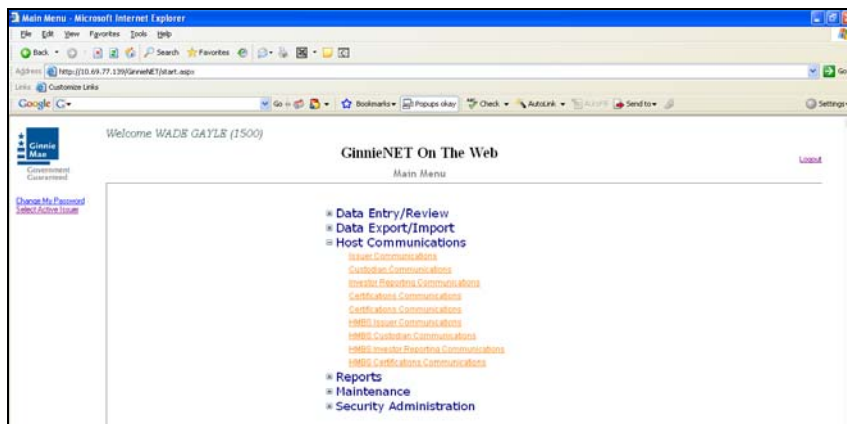 Main Menu - Microsoft Internet Explorer
File Edit View Favorites Tools Help
Back Search Favorites
Address http://10.69.77.139/GinnieNET/start.aspx Go
Links Customize Links
Google G Go Bookmarks Popups okay Check AutoLink AutoFill Send to Settings
Ginnie Mae
Government Guaranteed
Change My Password
Select Active Issuer
Welcome WADE GAYLE (1500)
GinnieNET On The Web
Main Menu
Logout
Data Entry/Review
Data Export/Import
Host Communications
Issuer Communications
Custodian Communications
Investor Reporting Communications
Certifications Communications
Certifications Communications
HMBS Issuer Communications
HMBS Custodian Communications
HMBS Investor Reporting Communications
HMBS Certifications Communications
Reports
Maintenance
Security Administration